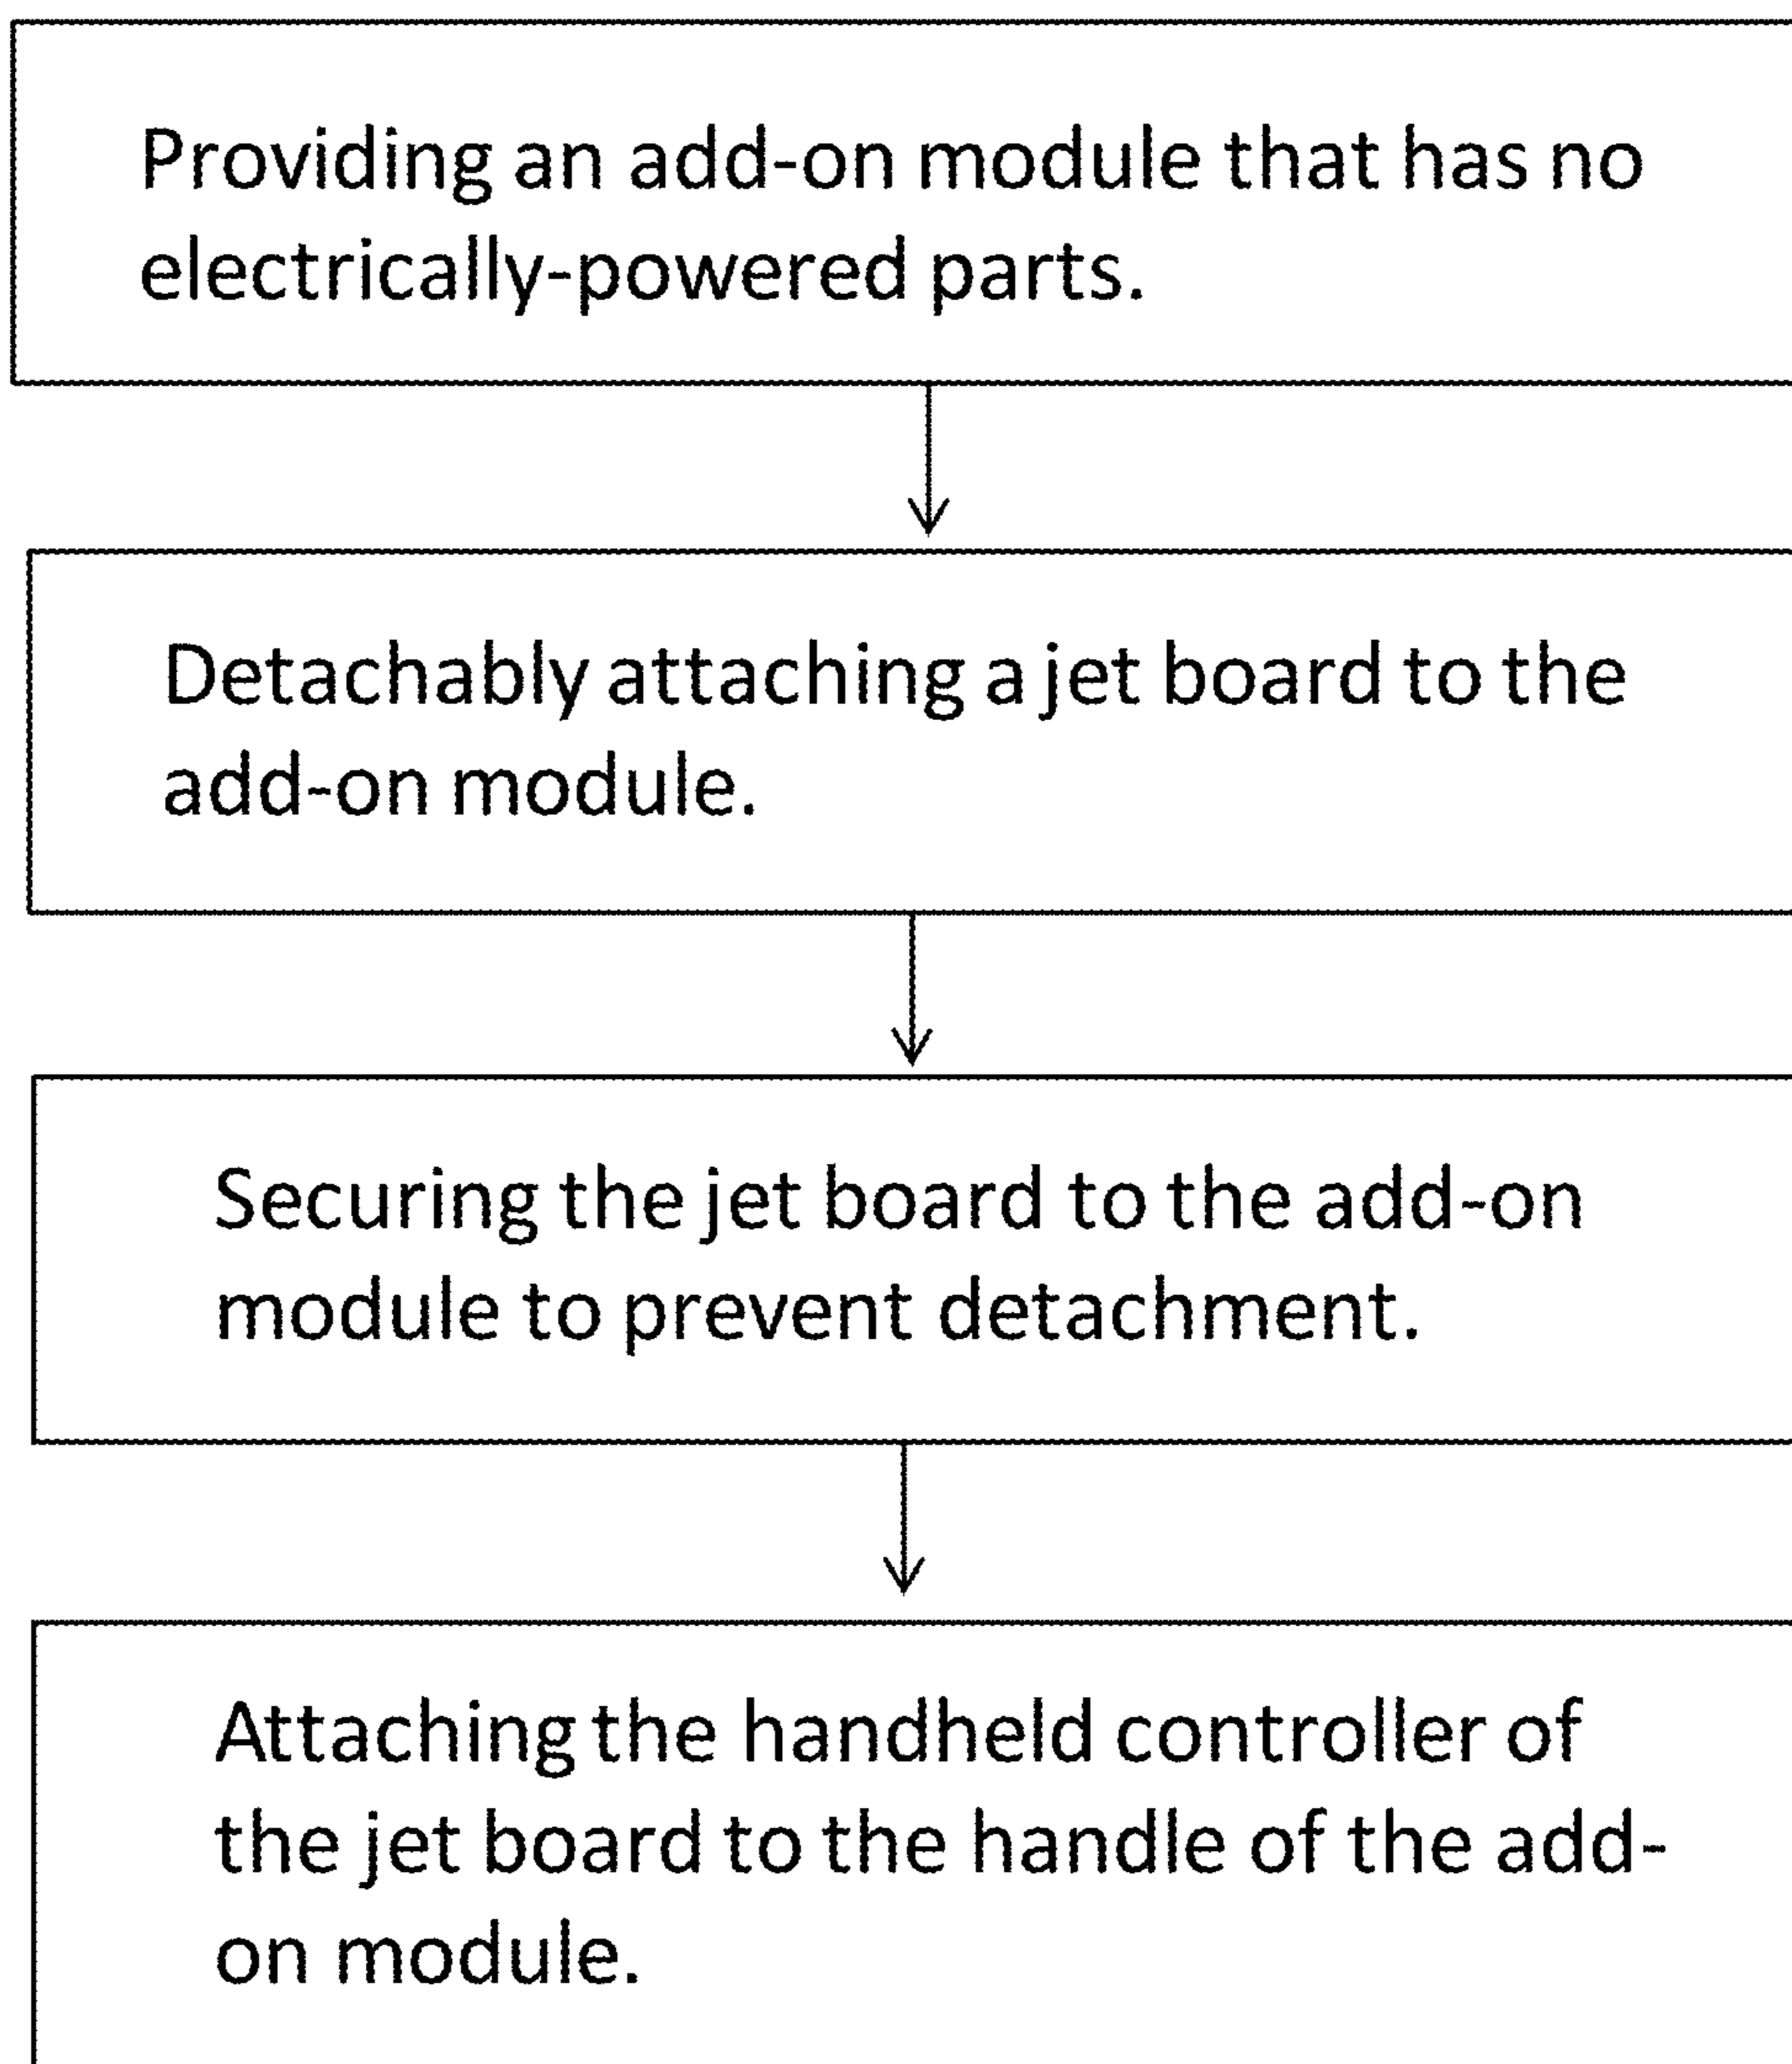 Providing an add-on module that has no
electrically-powered parts.
Detachably attaching a jet board to the
add-on module.
Securing the jet board to the add-on
module to prevent detachment.
Attaching the handheld controller of
the jet board to the handle of the add-
on module.